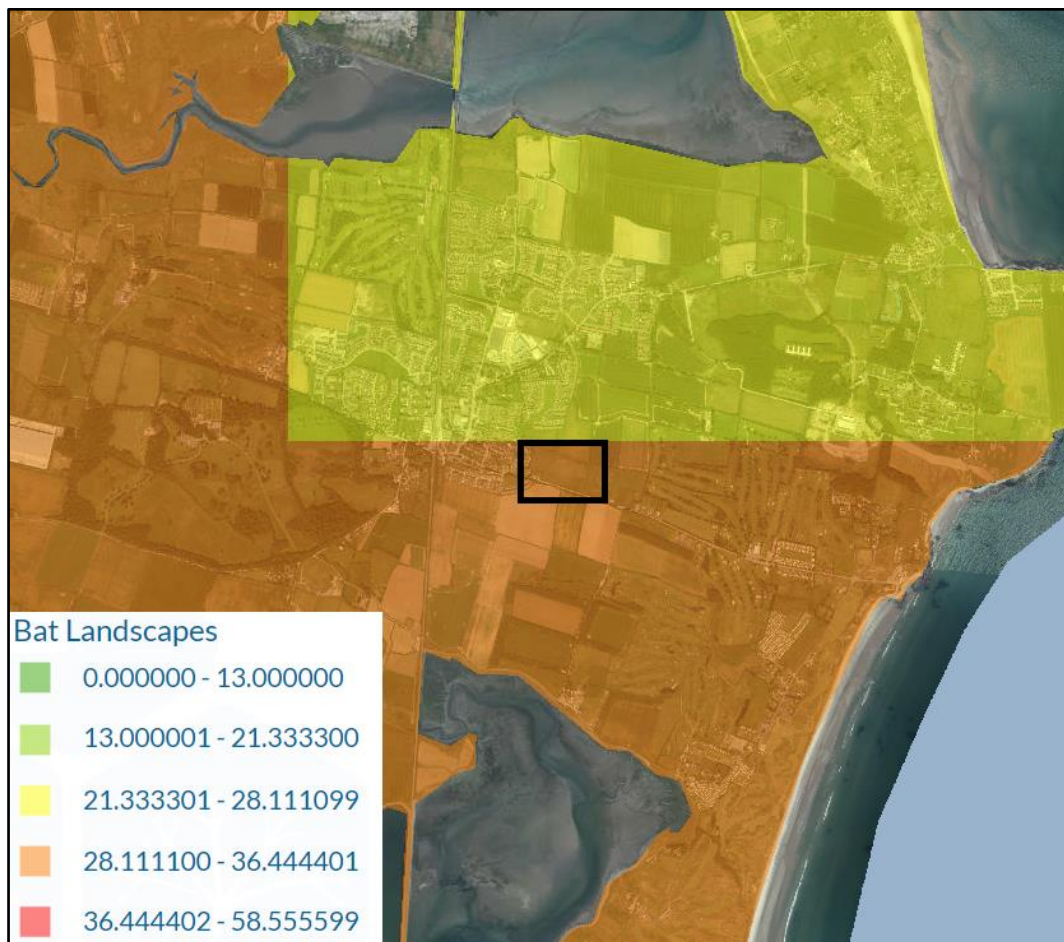 Bat Landscapes
0.000000 - 13.000000
13.000001 - 21.333300
21.333301 - 28.111099
28.111100 - 36.444401
36.444402 - 58.555599